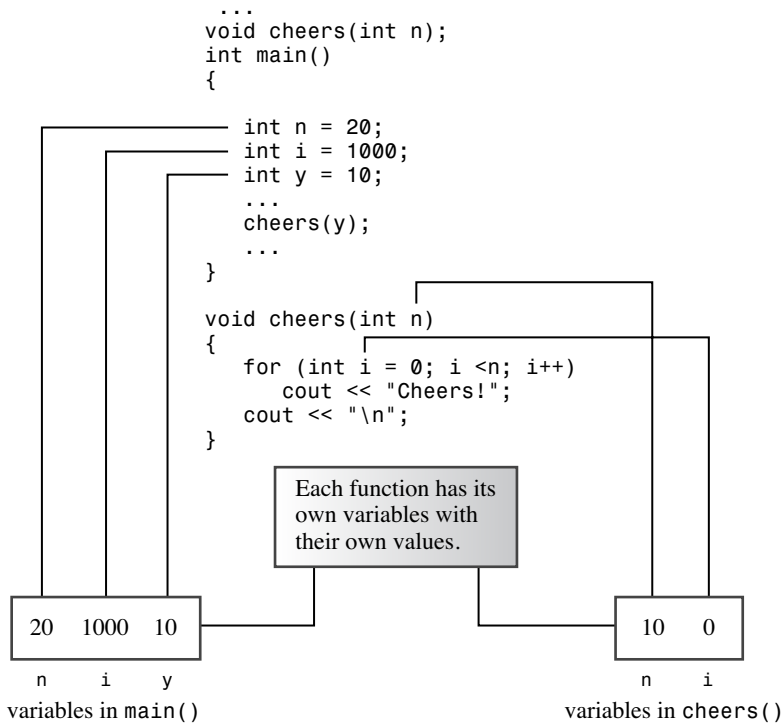 ...
void cheers(int n);
int main()
{
int n = 20;
int i = 1000;
int y = 10;
...
cheers(y);
...
}
void cheers(int n)
{
for (int i = 0; i <n; i++)
cout << "Cheers!";
cout << "\n";
}
Each function has its
own variables with
their own values.
20 1000 10
n i y
variables in main()
10 0
n i
variables in cheers()